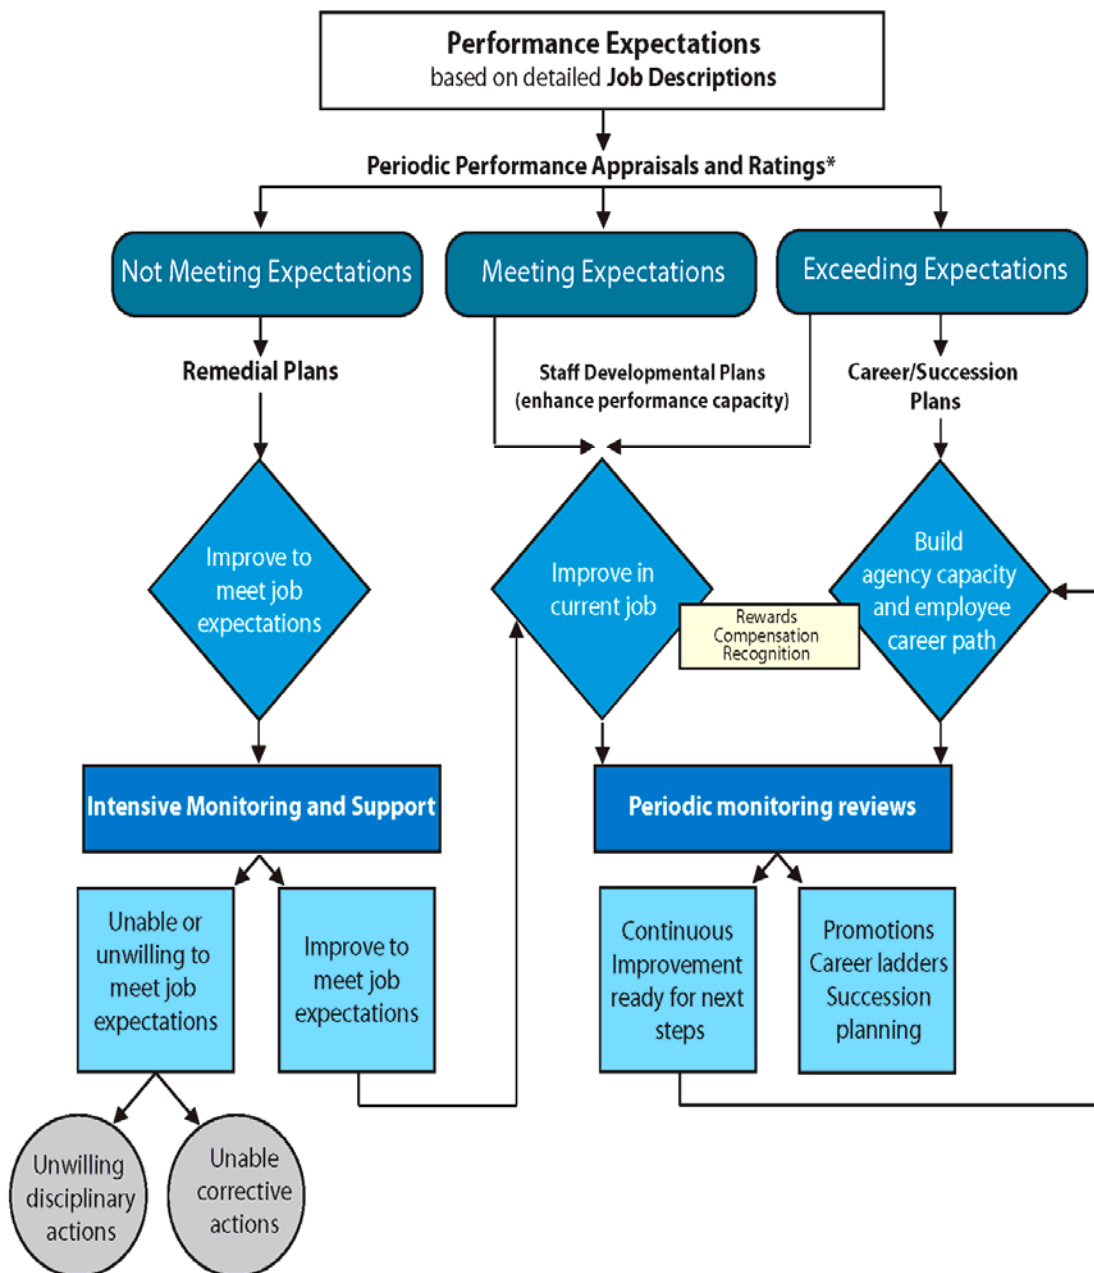 Performance Expectations
based on detailed Job Descriptions
Periodic Performance Appraisals and Ratings*
Not Meeting Expectations
Meeting Expectations
Exceeding Expectations
Remedial Plans
Staff Developmental Plans
(enhance performance capacity)
Career/Succession
Plans
Improve to
meet job
expectations
Improve in
current job
Rewards
Compensation
Recognition
Build
agency capacity
and employee
career path
Intensive Monitoring and Support
Periodic monitoring reviews
Unable or
unwilling to
meet job
expectations
Improve to
meet job
expectations
Continuous
Improvement
ready for next
steps
Promotions
Career ladders
Succession
planning
Unwilling
disciplinary
actions
Unable
corrective
actions